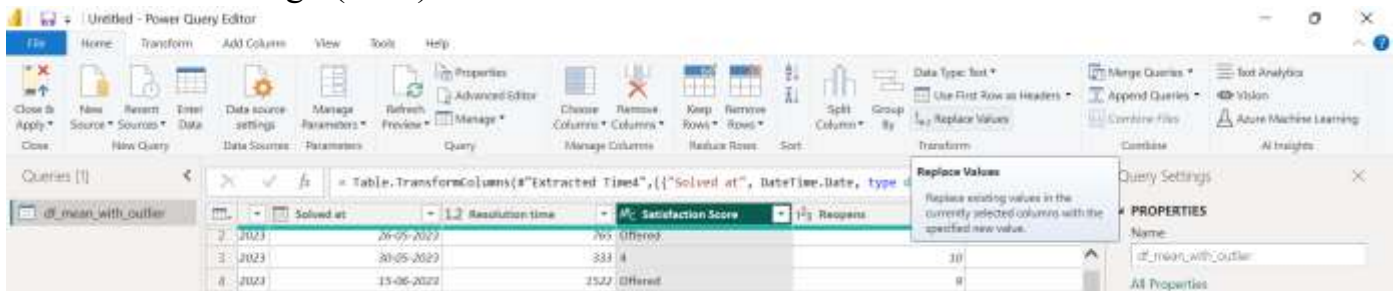 Untitled - Power Query Editor
File Home Transform Add Column View Tools Help
Close & Apply New Source Recent Sources Enter Data Data source settings Manage Parameters Refresh Preview Properties Advanced Editor Manage Choose Columns Remove Columns Keep Rows Remove Rows Split Column Group By Data Type: Text Use First Row as Headers Replace Values Merge Queries Append Queries Combine Files Text Analytics Vision Azure Machine Learning
Close New Query Data Sources Parameters Query Manage Columns Reduce Rows Sort Transform Combine AI Insights
Queries [1]
= Table.TransformColumns(#"Extracted Time4",{{"Solved at", DateTime.Date, type
Replace Values
Replace existing values in the currently selected columns with the specified new value.
Query Settings
PROPERTIES
Name
df_mean_with_outlier
All Properties
df_mean_with_outlier
Solved at 1.2 Resolution time Satisfaction Score Reopens
2 2023 26-05-2023 765 Offered
3 2023 30-05-2023 333 4 10
2023 15-06-2023 1522 Offered